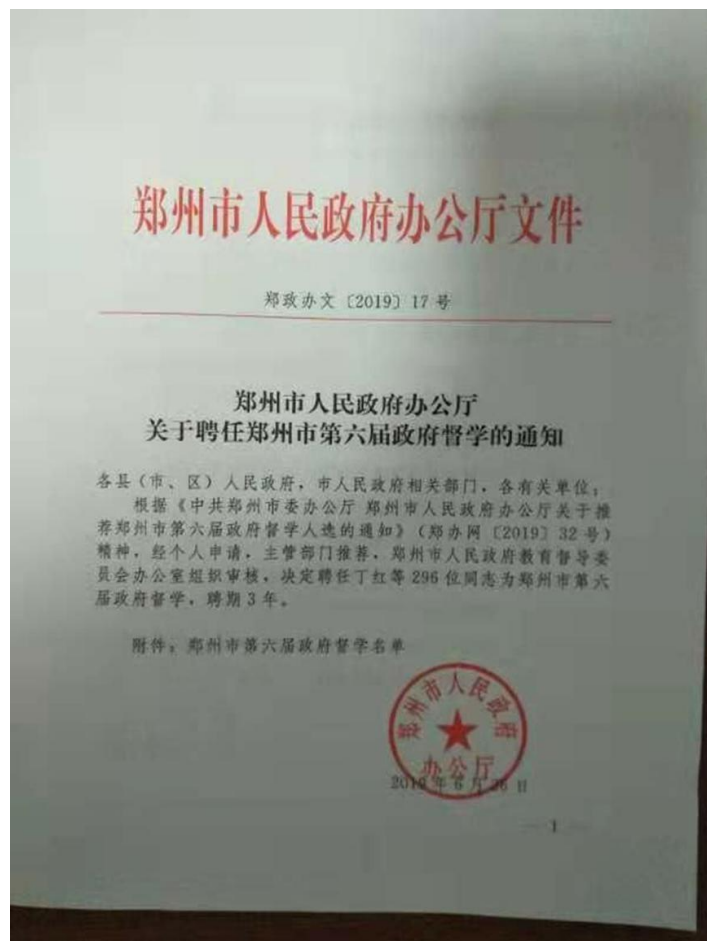 郑州市人民政府办公厅文件
郑政办文〔2019〕17 号
郑州市人民政府办公厅
关于聘任郑州市第六届政府督学的通知
各县（市、区）人民政府，市人民政府相关部门，各有关单位：
根据《中共郑州市委办公厅 郑州市人民政府办公厅关于推
荐郑州市第六届政府督学人选的通知》（郑办网〔2019〕32 号）
精神，经个人申请，主管部门推荐，郑州市人民政府教育督导委
员会办公室组织审核，决定聘任丁红等 296 位同志为郑州市第六
届政府督学，聘期 3 年。
附件：郑州市第六届政府督学名单
郑州市人民政府
办公厅
2019 年 6 月 26 日
— 1 —